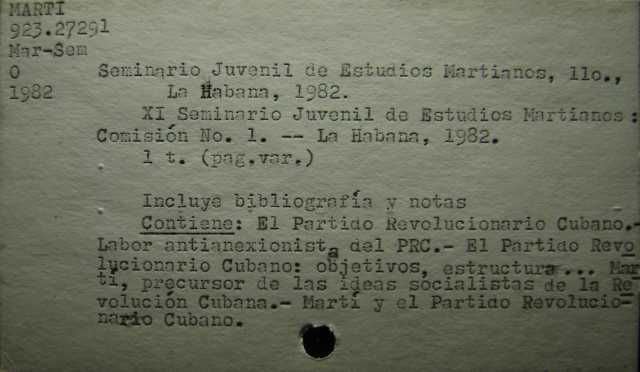 MARTI
923.27291
Mar-Sem
O
1982
Seminario Juvenil de Estudios Martianos, 11o.,
La Habana, 1982.
XI Seminario Juvenil de Estudios Martianos:
Comisión No. 1. -- La Habana, 1982.
1 t. (pag.var.)
Incluye bibliografía y notas
Contiene: El Partido Revolucionario Cubano.-
Labor antianexionista del PRC.- El Partido Revo
lucionario Cubano: objetivos, estructura... Mar
tí, precursor de las ideas socialistas de la Re
volución Cubana.- Martí y el Partido Revolucio-
nario Cubano.